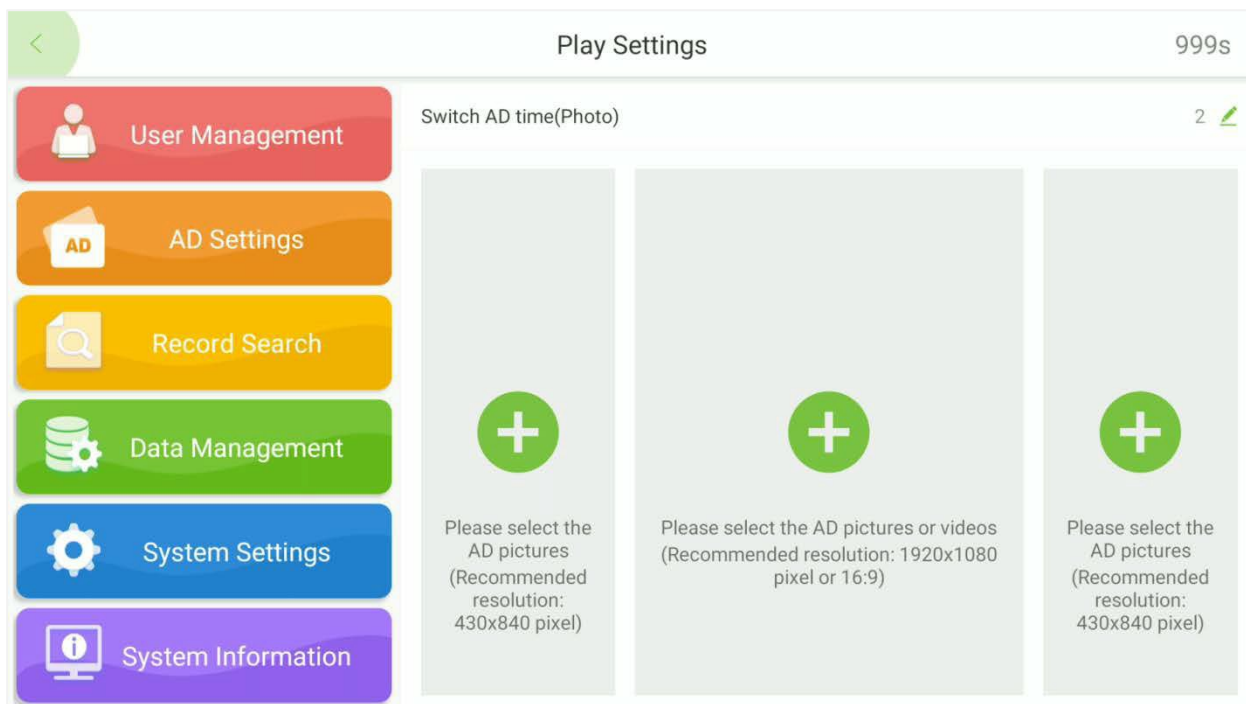 Play Settings
999s
User Management
AD
AD Settings
Record Search
Data Management
System Settings
System Information
Switch AD time(Photo)
2
Please select the
AD pictures
(Recommended
resolution:
430x840 pixel)
Please select the AD pictures or videos
(Recommended resolution: 1920x1080
pixel or 16:9)
Please select the
AD pictures
(Recommended
resolution:
430x840 pixel)